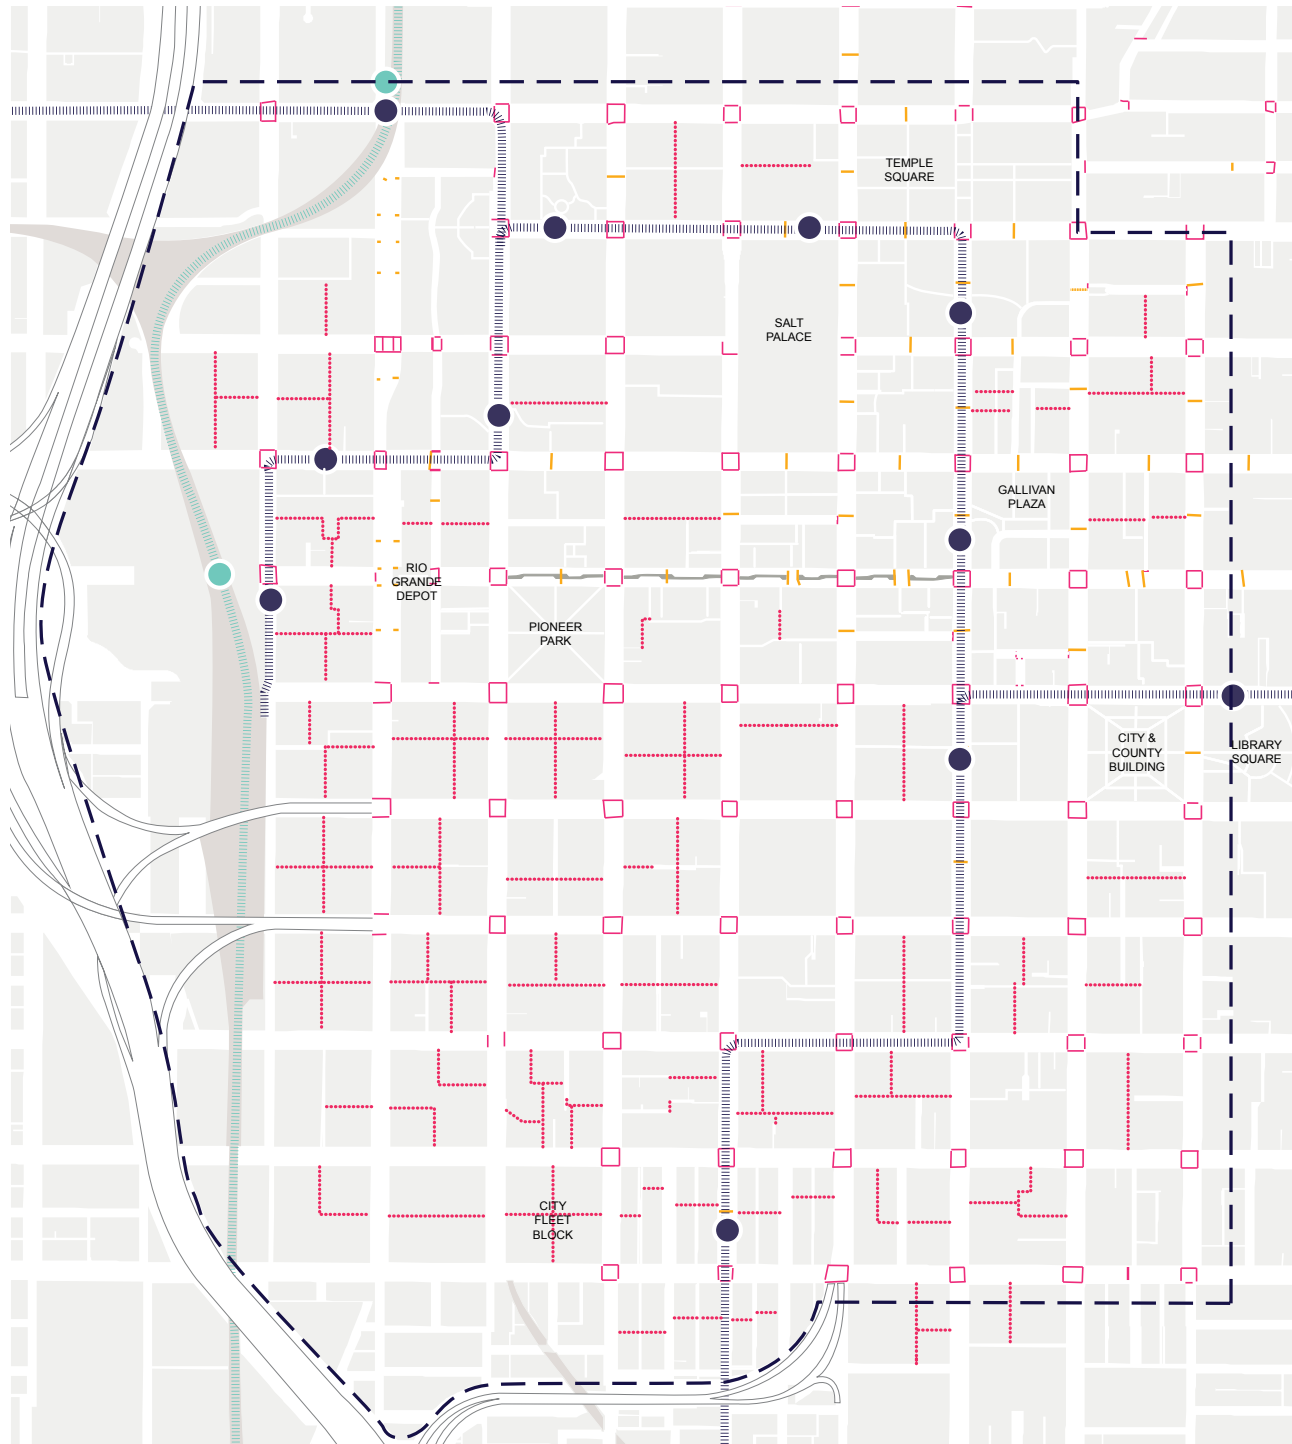 TEMPLE
SQUARE
SALT
PALACE
GALLIVAN
PLAZA
RIO
GRANDE
DEPOT
PIONEER
PARK
CITY &
COUNTY
BUILDING
LIBRARY
SQUARE
CITY
FLEET
BLOCK